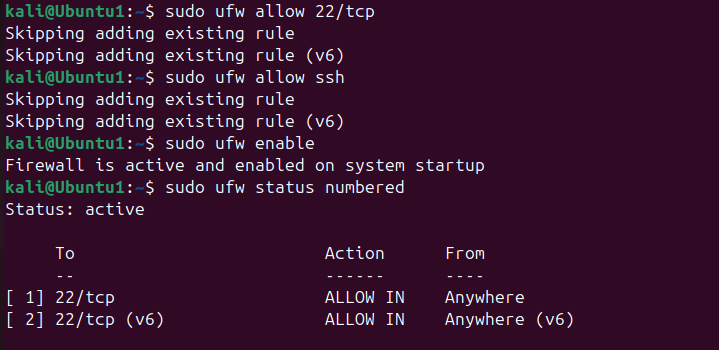 kali@Ubuntu1:~$ sudo ufw allow 22/tcp
Skipping adding existing rule
Skipping adding existing rule (v6)
kali@Ubuntu1:~$ sudo ufw allow ssh
Skipping adding existing rule
Skipping adding existing rule (v6)
kali@Ubuntu1:~$ sudo ufw enable
Firewall is active and enabled on system startup
kali@Ubuntu1:~$ sudo ufw status numbered
Status: active

     To                         Action      From
     --                         ------      ----
[ 1] 22/tcp                     ALLOW IN    Anywhere
[ 2] 22/tcp (v6)                ALLOW IN    Anywhere (v6)